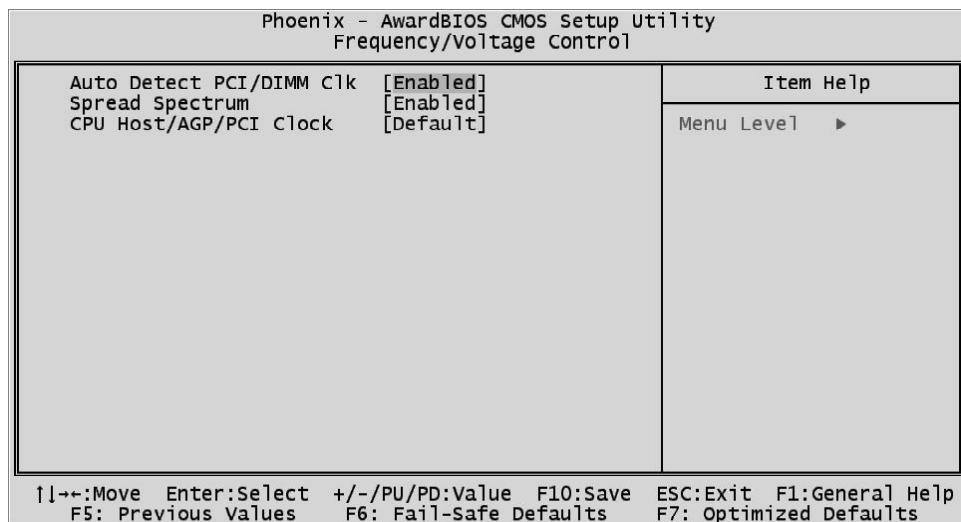 Phoenix - AwardBIOS CMOS Setup Utility
Frequency/Voltage Control
Auto Detect PCI/DIMM Clk [Enabled]
Spread Spectrum [Enabled]
CPU Host/AGP/PCI Clock [Default]
Item Help
Menu Level ▶
↑↓→←:Move Enter:Select +/-/PU/PD:Value F10:Save ESC:Exit F1:General Help
F5: Previous Values F6: Fail-Safe Defaults F7: Optimized Defaults